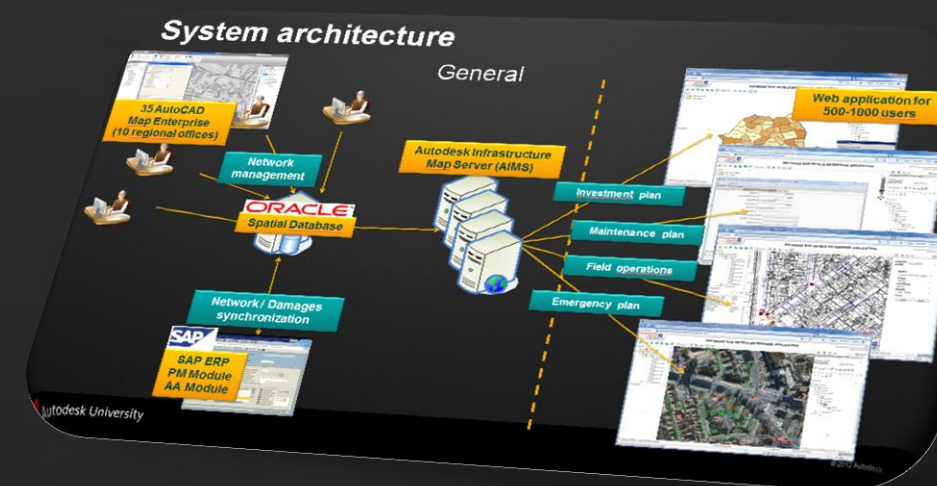 System architecture
General
35 AutoCAD
Map Enterprise
(10 regional offices)
Network
management
ORACLE
Spatial Database
Network / Damages
synchronization
SAP
SAP ERP
PM Module
AA Module
Autodesk Infrastructure
Map Server (AIMS)
Investment plan
Maintenance plan
Field operations
Emergency plan
Web application for
500-1000 users
Autodesk University
© 2012 Autodesk